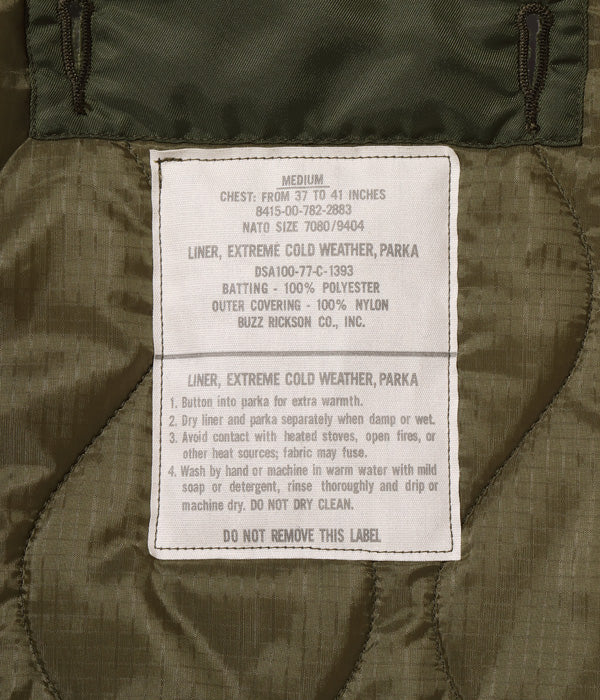 MEDIUM
CHEST: FROM 37 TO 41 INCHES
8415-00-782-2883
NATO SIZE 7080/9404
LINER, EXTREME COLD WEATHER, PARKA
DSA100-77-C-1393
BATTING - 100% POLYESTER
OUTER COVERING - 100% NYLON
BUZZ RICKSON CO., INC.
LINER, EXTREME COLD WEATHER, PARKA
1. Button into parka for extra warmth.
2. Dry liner and parka separately when damp or wet.
3. Avoid contact with heated stoves, open fires, or
other heat sources; fabric may fuse.
4. Wash by hand or machine in warm water with mild
soap or detergent, rinse thoroughly and drip or
machine dry. DO NOT DRY CLEAN.
DO NOT REMOVE THIS LABEL